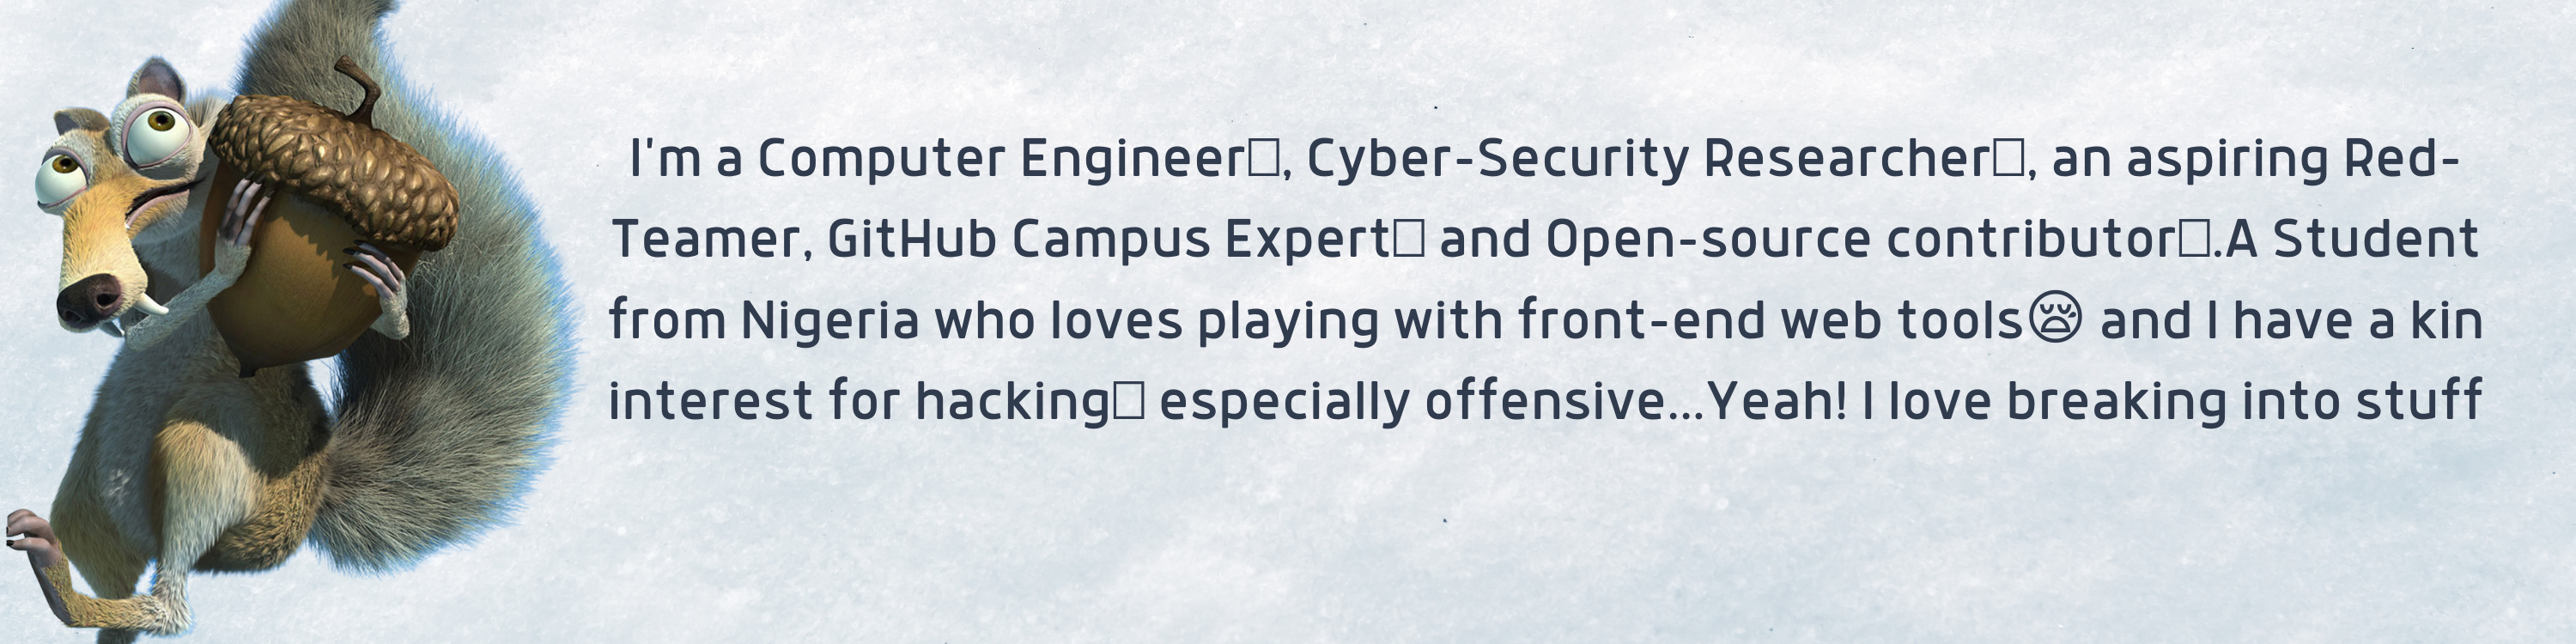 I'm a Computer Engineer□, Cyber-Security Researcher□, an aspiring Red-
Teamer, GitHub Campus Expert□ and Open-source contributor□.A Student
from Nigeria who loves playing with front-end web tools😭 and I have a kin
interest for hacking□ especially offensive...Yeah! I love breaking into stuff